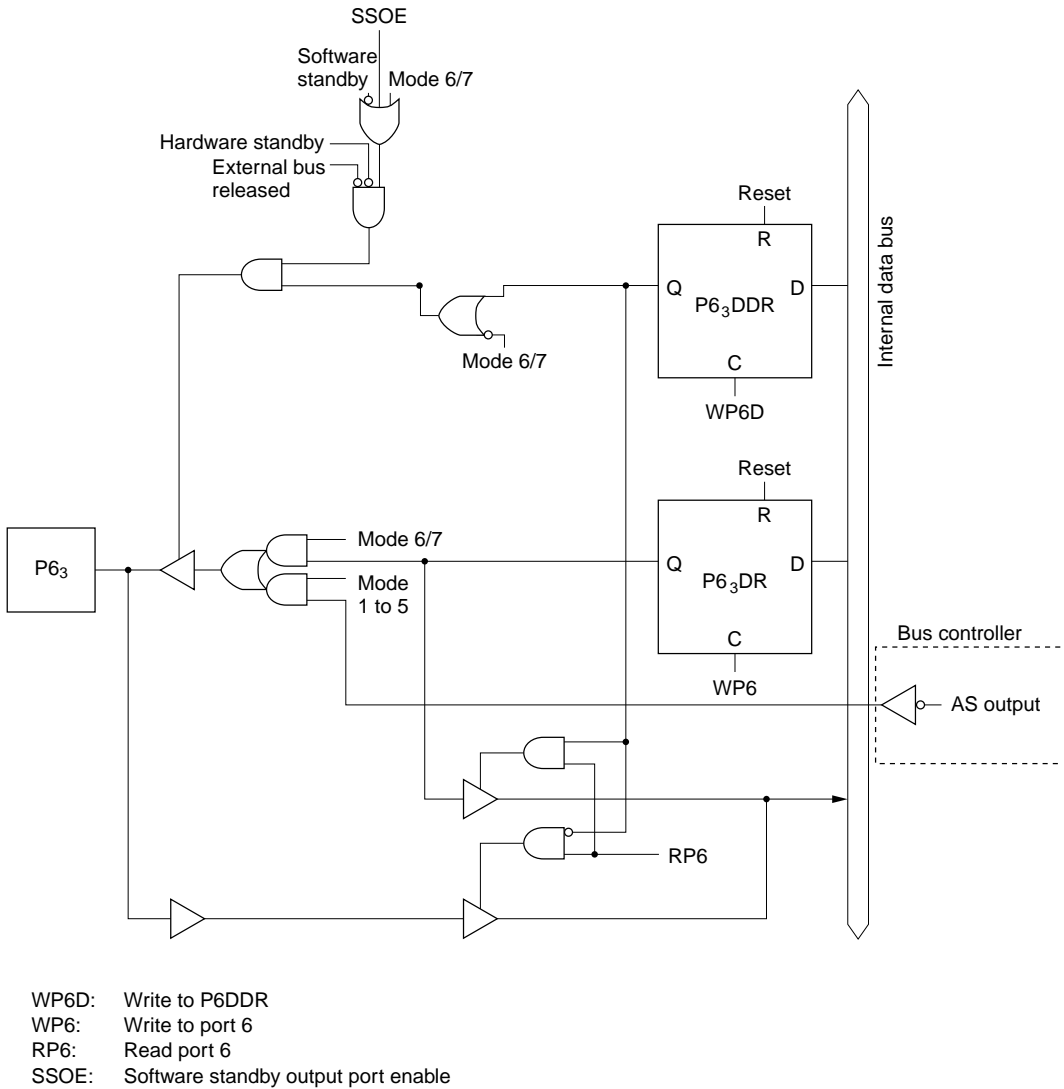 SSOE
Software
standby
Mode 6/7
Hardware standby
External bus
released
Reset
R
Q
P6₃DDR
D
C
WP6D
Mode 6/7
Internal data bus
Reset
R
Q
P6₃DR
D
C
WP6
P6₃
Mode 6/7
Mode
1 to 5
Bus controller
AS output
RP6
WP6D: Write to P6DDR
WP6: Write to port 6
RP6: Read port 6
SSOE: Software standby output port enable